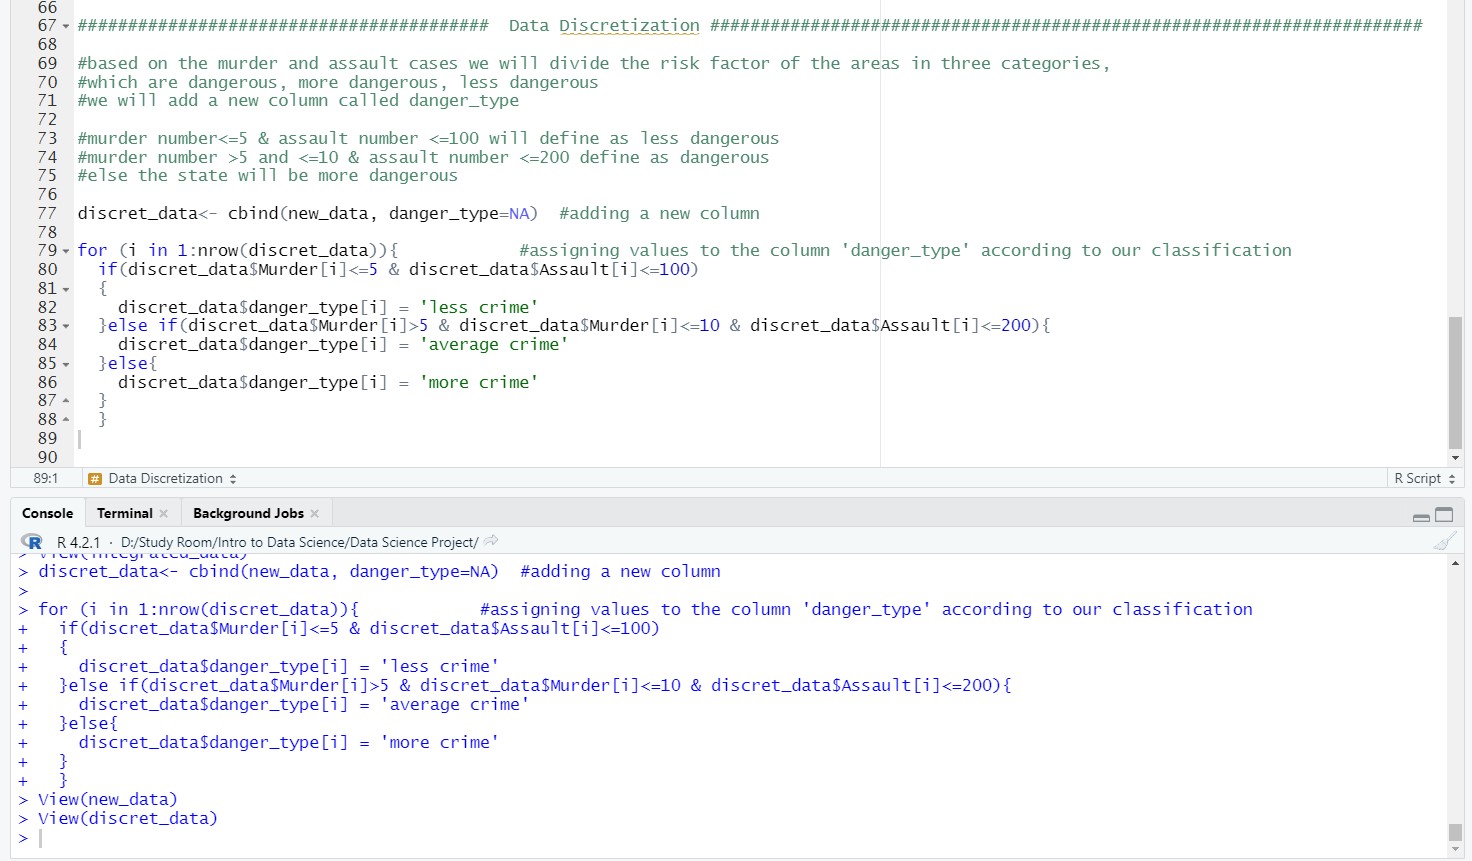 66
67 ######################################### Data Discretization #######################################################################
68
69 #based on the murder and assault cases we will divide the risk factor of the areas in three categories,
70 #which are dangerous, more dangerous, less dangerous
71 #we will add a new column called danger_type
72
73 #murder number<=5 & assault number <=100 will define as less dangerous
74 #murder number >5 and <=10 & assault number <=200 define as dangerous
75 #else the state will be more dangerous
76
77 discret_data<- cbind(new_data, danger_type=NA)  #adding a new column
78
79 for (i in 1:nrow(discret_data)){            #assigning values to the column 'danger_type' according to our classification
80   if(discret_data$Murder[i]<=5 & discret_data$Assault[i]<=100)
81   {
82     discret_data$danger_type[i] = 'less crime'
83   }else if(discret_data$Murder[i]>5 & discret_data$Murder[i]<=10 & discret_data$Assault[i]<=200){
84     discret_data$danger_type[i] = 'average crime'
85   }else{
86     discret_data$danger_type[i] = 'more crime'
87   }
88   }
89
90
89:1 # Data Discretization R Script
Console Terminal Background Jobs
R R 4.2.1 · D:/Study Room/Intro to Data Science/Data Science Project/
> View(integrated_data)
> discret_data<- cbind(new_data, danger_type=NA)  #adding a new column
>
> for (i in 1:nrow(discret_data)){            #assigning values to the column 'danger_type' according to our classification
+   if(discret_data$Murder[i]<=5 & discret_data$Assault[i]<=100)
+   {
+     discret_data$danger_type[i] = 'less crime'
+   }else if(discret_data$Murder[i]>5 & discret_data$Murder[i]<=10 & discret_data$Assault[i]<=200){
+     discret_data$danger_type[i] = 'average crime'
+   }else{
+     discret_data$danger_type[i] = 'more crime'
+   }
+   }
> View(new_data)
> View(discret_data)
>